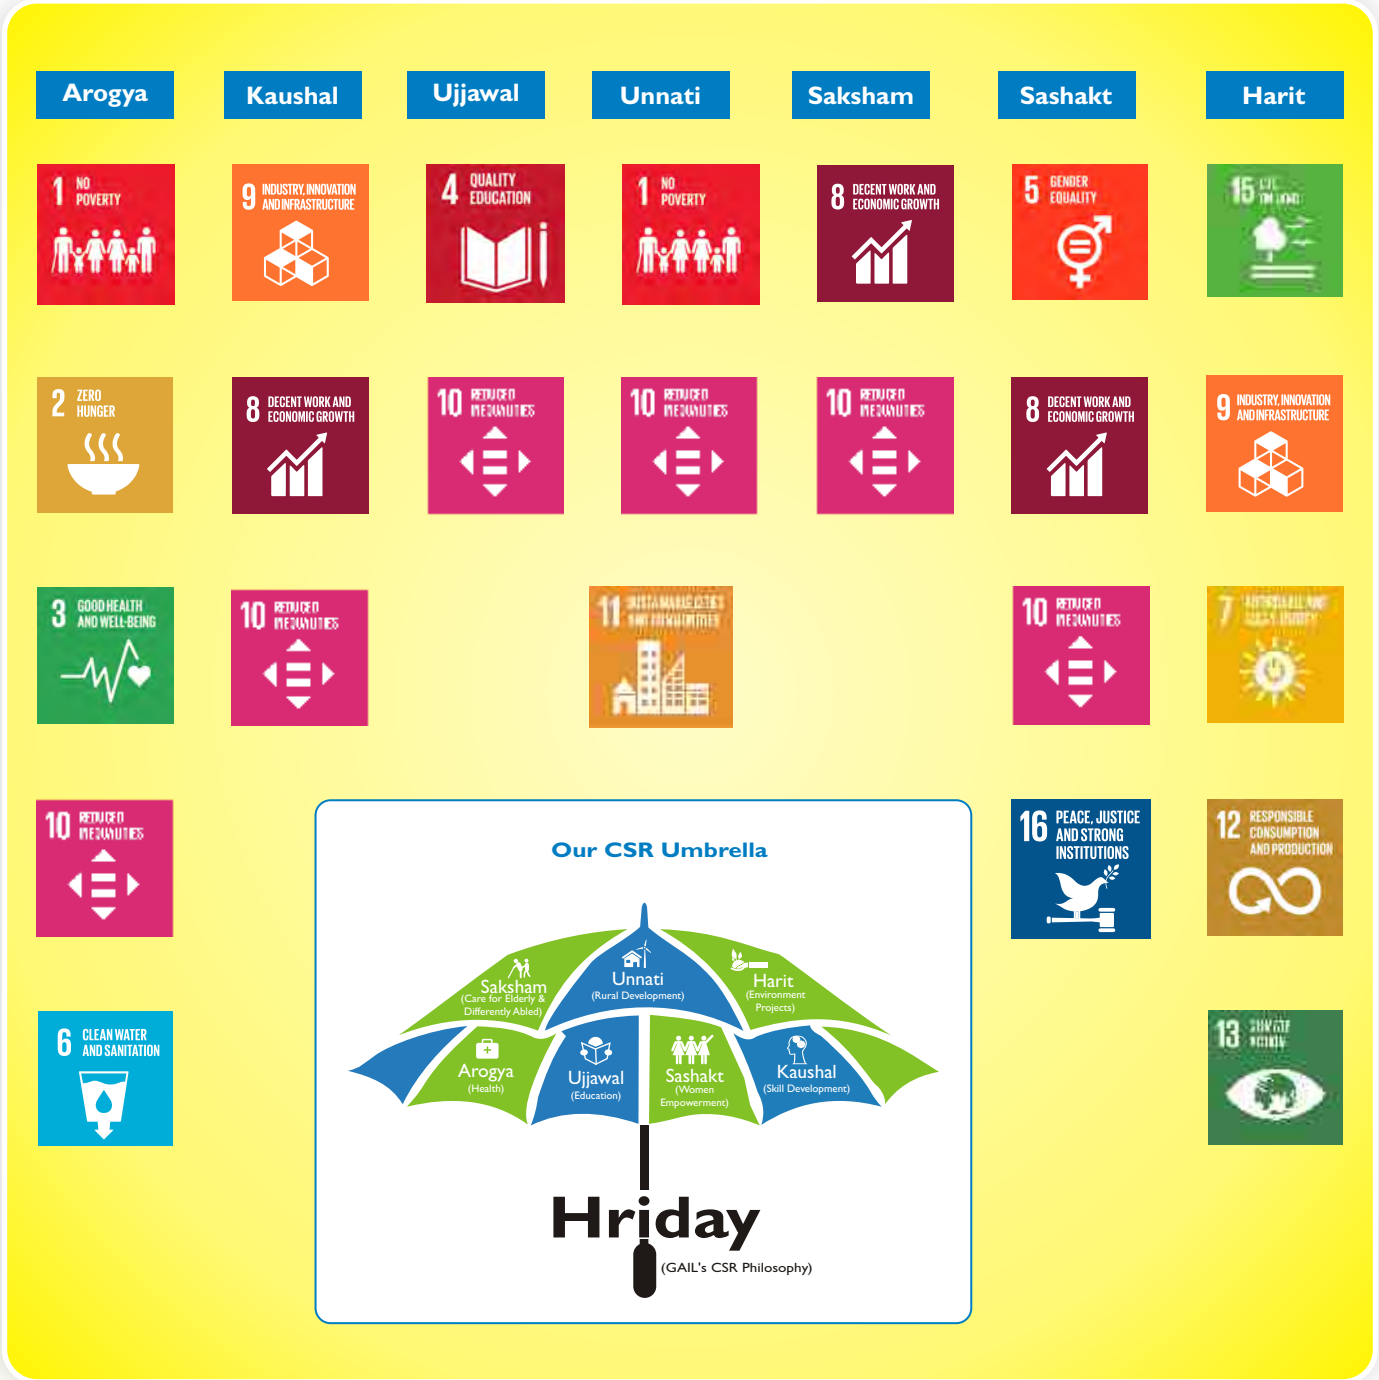 Arogya
Kaushal
Ujjawal
Unnati
Saksham
Sashakt
Harit
1 NO
POVERTY
9 INDUSTRY, INNOVATION
AND INFRASTRUCTURE
4 QUALITY
EDUCATION
1 NO
POVERTY
8 DECENT WORK AND
ECONOMIC GROWTH
5 GENDER
EQUALITY
15
2 ZERO
HUNGER
8 DECENT WORK AND
ECONOMIC GROWTH
10 REDUCED
INEQUALITIES
10 REDUCED
INEQUALITIES
10 REDUCED
INEQUALITIES
8 DECENT WORK AND
ECONOMIC GROWTH
9 INDUSTRY, INNOVATION
AND INFRASTRUCTURE
3 GOOD HEALTH
AND WELL-BEING
10 REDUCED
INEQUALITIES
11 SUSTAINABLE CITIES
AND COMMUNITIES
10 REDUCED
INEQUALITIES
7
10 REDUCED
INEQUALITIES
16 PEACE, JUSTICE
AND STRONG
INSTITUTIONS
12 RESPONSIBLE
CONSUMPTION
AND PRODUCTION
6 CLEAN WATER
AND SANITATION
13
Our CSR Umbrella
Saksham
(Care for Elderly &
Differently Abled)
Unnati
(Rural Development)
Harit
(Environment
Projects)
Arogya
(Health)
Ujjawal
(Education)
Sashakt
(Women
Empowerment)
Kaushal
(Skill Development)
Hriday
(GAIL's CSR Philosophy)